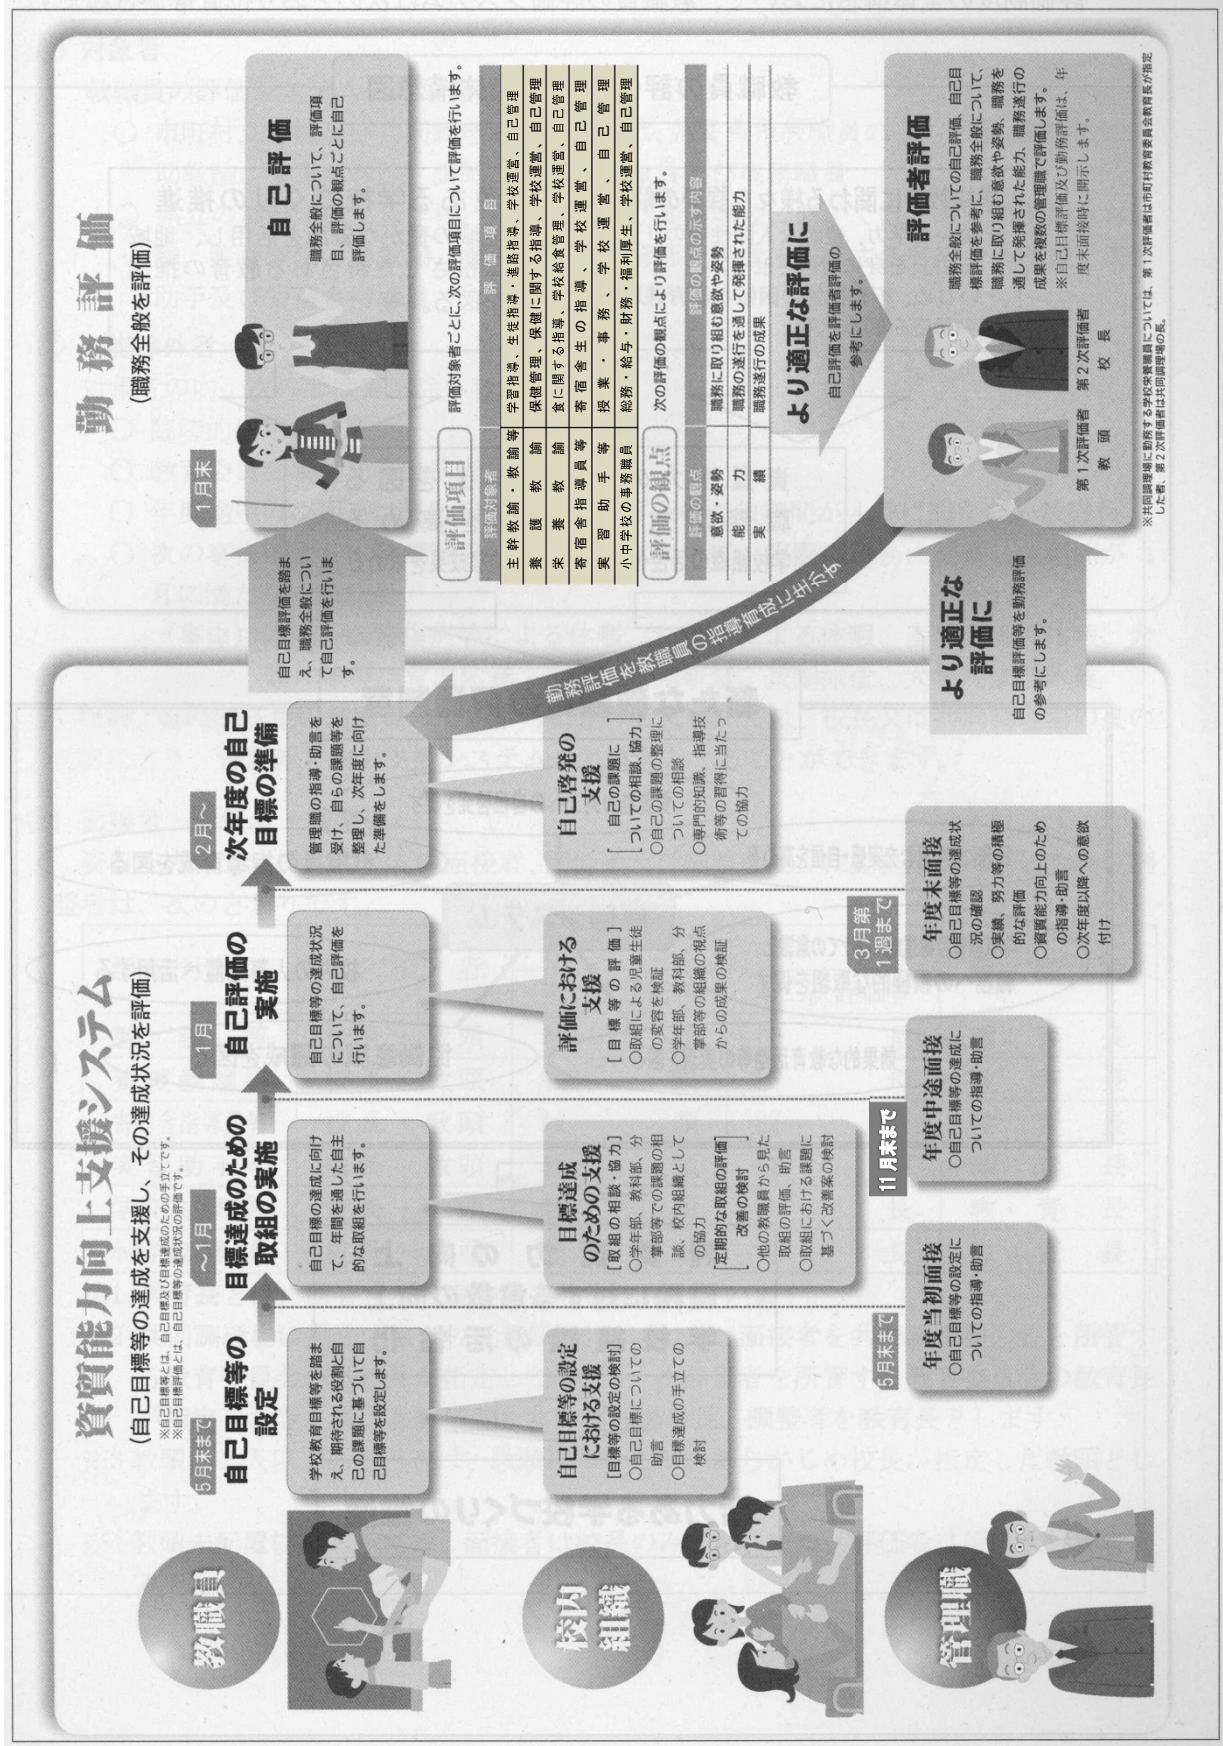 資質能力向上支援システム
(自己目標等の達成を支援し、その達成状況を評価)
※自己目標等とは、自己目標及び目標達成のための手立てです。
※自己目標評価とは、自己目標等の達成状況の評価です。
教職員
5月末まで
自己目標等の
設定
学校教育目標等を踏ま
え、期待される役割と自
己の課題に基づいて自
己目標等を設定します。
～1月
目標達成のための
取組の実施
自己目標の達成に向け
て、年間を通した自主
的な取組を行います。
1月
自己評価の
実施
自己目標等の達成状況
について、自己評価を
行います。
2月～
次年度の自己
目標の準備
管理職の指導・助言を
受け、自らの課題等を
整理し、次年度に向け
た準備をします。
校内
組織
自己目標等の設定
における支援
[目標等の設定の検討]
○自己目標についての
助言
○目標達成の手立ての
検討
目標達成
のための支援
[取組の相談・協力]
○学年部、教科部、分
掌部等での課題の相
談、校内組織として
の協力
[定期的な取組の評価
改善の検討]
○他の教職員から見た
取組の評価、助言
○取組における課題に
基づく改善案の検討
評価における
支援
[目標等の評価]
○取組による児童生徒
の変容を検証
○学年部、教科部、分
掌部等の組織の視点
からの成果の検証
自己啓発の
支援
[自己の課題に
ついての相談、協力]
○自己の課題の整理に
ついての相談
○専門的知識、指導技
術等の習得に当たっ
ての協力
管理職
5月末まで
年度当初面接
○自己目標等の設定に
ついての指導・助言
11月末まで
年度中途面接
○自己目標等の達成に
ついての指導・助言
3月第
1週まで
年度末面接
○自己目標等の達成状
況の確認
○実績、努力等の積極
的な評価
○資質能力向上のため
の指導・助言
○次年度以降への意欲
付け
自己目標評価を踏ま
え、職務全般につい
て自己評価を行いま
す。
勤務評価を教職員の指導育成に生かす
より適正な
評価に
自己目標評価等を勤務評価
の参考にします。
勤務評価
(職務全般を評価)
1月末
自己評価
職務全般について、評価項
目、評価の観点ごとに自己
評価します。
評価項目
評価対象者ごとに、次の評価項目について評価を行います。
評価対象者 評価項目
主幹教諭・教諭等 学習指導、生徒指導・進路指導、学校運営、自己管理
養護教諭 保健管理、保健に関する指導、学校運営、自己管理
栄養教諭 食に関する指導、学校給食管理、学校運営、自己管理
寄宿舎指導員等 寄宿舎生の指導、学校運営、自己管理
実習助手等 授業・事務、学校運営、自己管理
小中学校の事務職員 総務・給与・財務・福利厚生、学校運営、自己管理
評価の観点
次の評価の観点により評価を行います。
評価の観点 評価の観点の示す内容
意欲・姿勢 職務に取り組む意欲や姿勢
能力 職務の遂行を通して発揮された能力
実績 職務遂行の成果
より適正な評価に
自己評価を評価者評価の
参考にします。
評価者評価
職務全般についての自己評価、自己目
標評価を参考に、職務全般について、
職務に取り組む意欲や姿勢、職務を
通して発揮された能力、職務遂行の
成果を複数の管理職で評価します。
※自己目標評価及び勤務評価は、年
度末面接時に開示します。
第1次評価者
教頭
第2次評価者
校長
※共同調理場に勤務する学校栄養職員については、第1次評価者は市町村教育委員会教育長が指定
した者、第2次評価者は共同調理場の長。